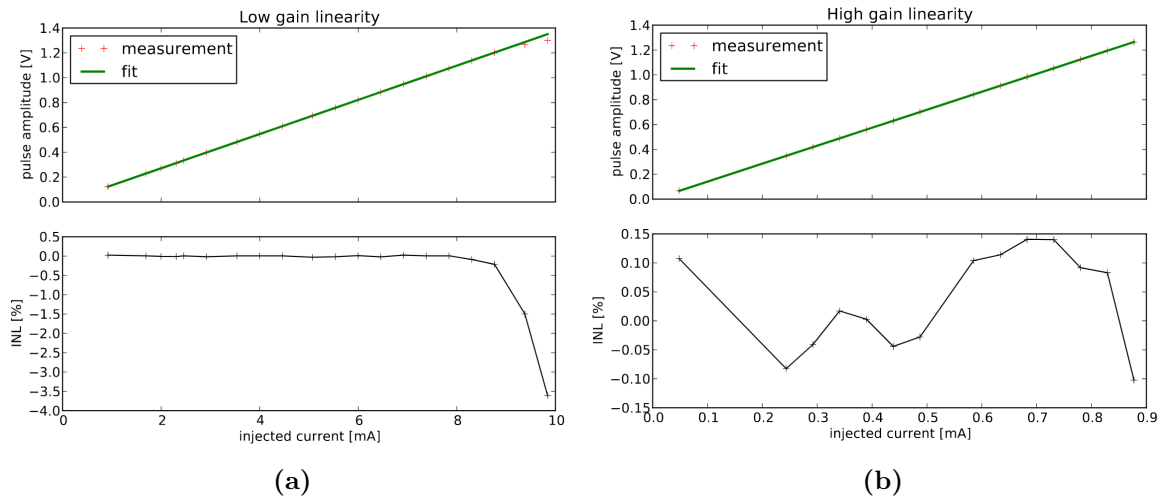 Low gain linearity
1.4
1.2
1.0
0.8
0.6
0.4
0.2
0.0
pulse amplitude [V]
measurement
fit
0.5
0.0
−0.5
−1.0
−1.5
−2.0
−2.5
−3.0
−3.5
−4.0
INL [%]
0 2 4 6 8 10
injected current [mA]
(a)
High gain linearity
1.4
1.2
1.0
0.8
0.6
0.4
0.2
0.0
pulse amplitude [V]
measurement
fit
0.15
0.10
0.05
0.00
−0.05
−0.10
−0.15
INL [%]
0.0 0.1 0.2 0.3 0.4 0.5 0.6 0.7 0.8 0.9
injected current [mA]
(b)